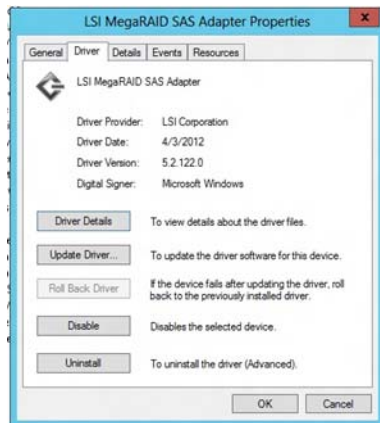 LSI MegaRAID SAS Adapter Properties
x
General Driver Details Events Resources
LSI MegaRAID SAS Adapter
Driver Provider: LSI Corporation
Driver Date: 4/3/2012
Driver Version: 5.2.122.0
Digital Signer: Microsoft Windows
Driver Details To view details about the driver files.
Update Driver... To update the driver software for this device.
Roll Back Driver If the device fails after updating the driver, roll
back to the previously installed driver.
Disable Disables the selected device.
Uninstall To uninstall the driver (Advanced).
OK Cancel